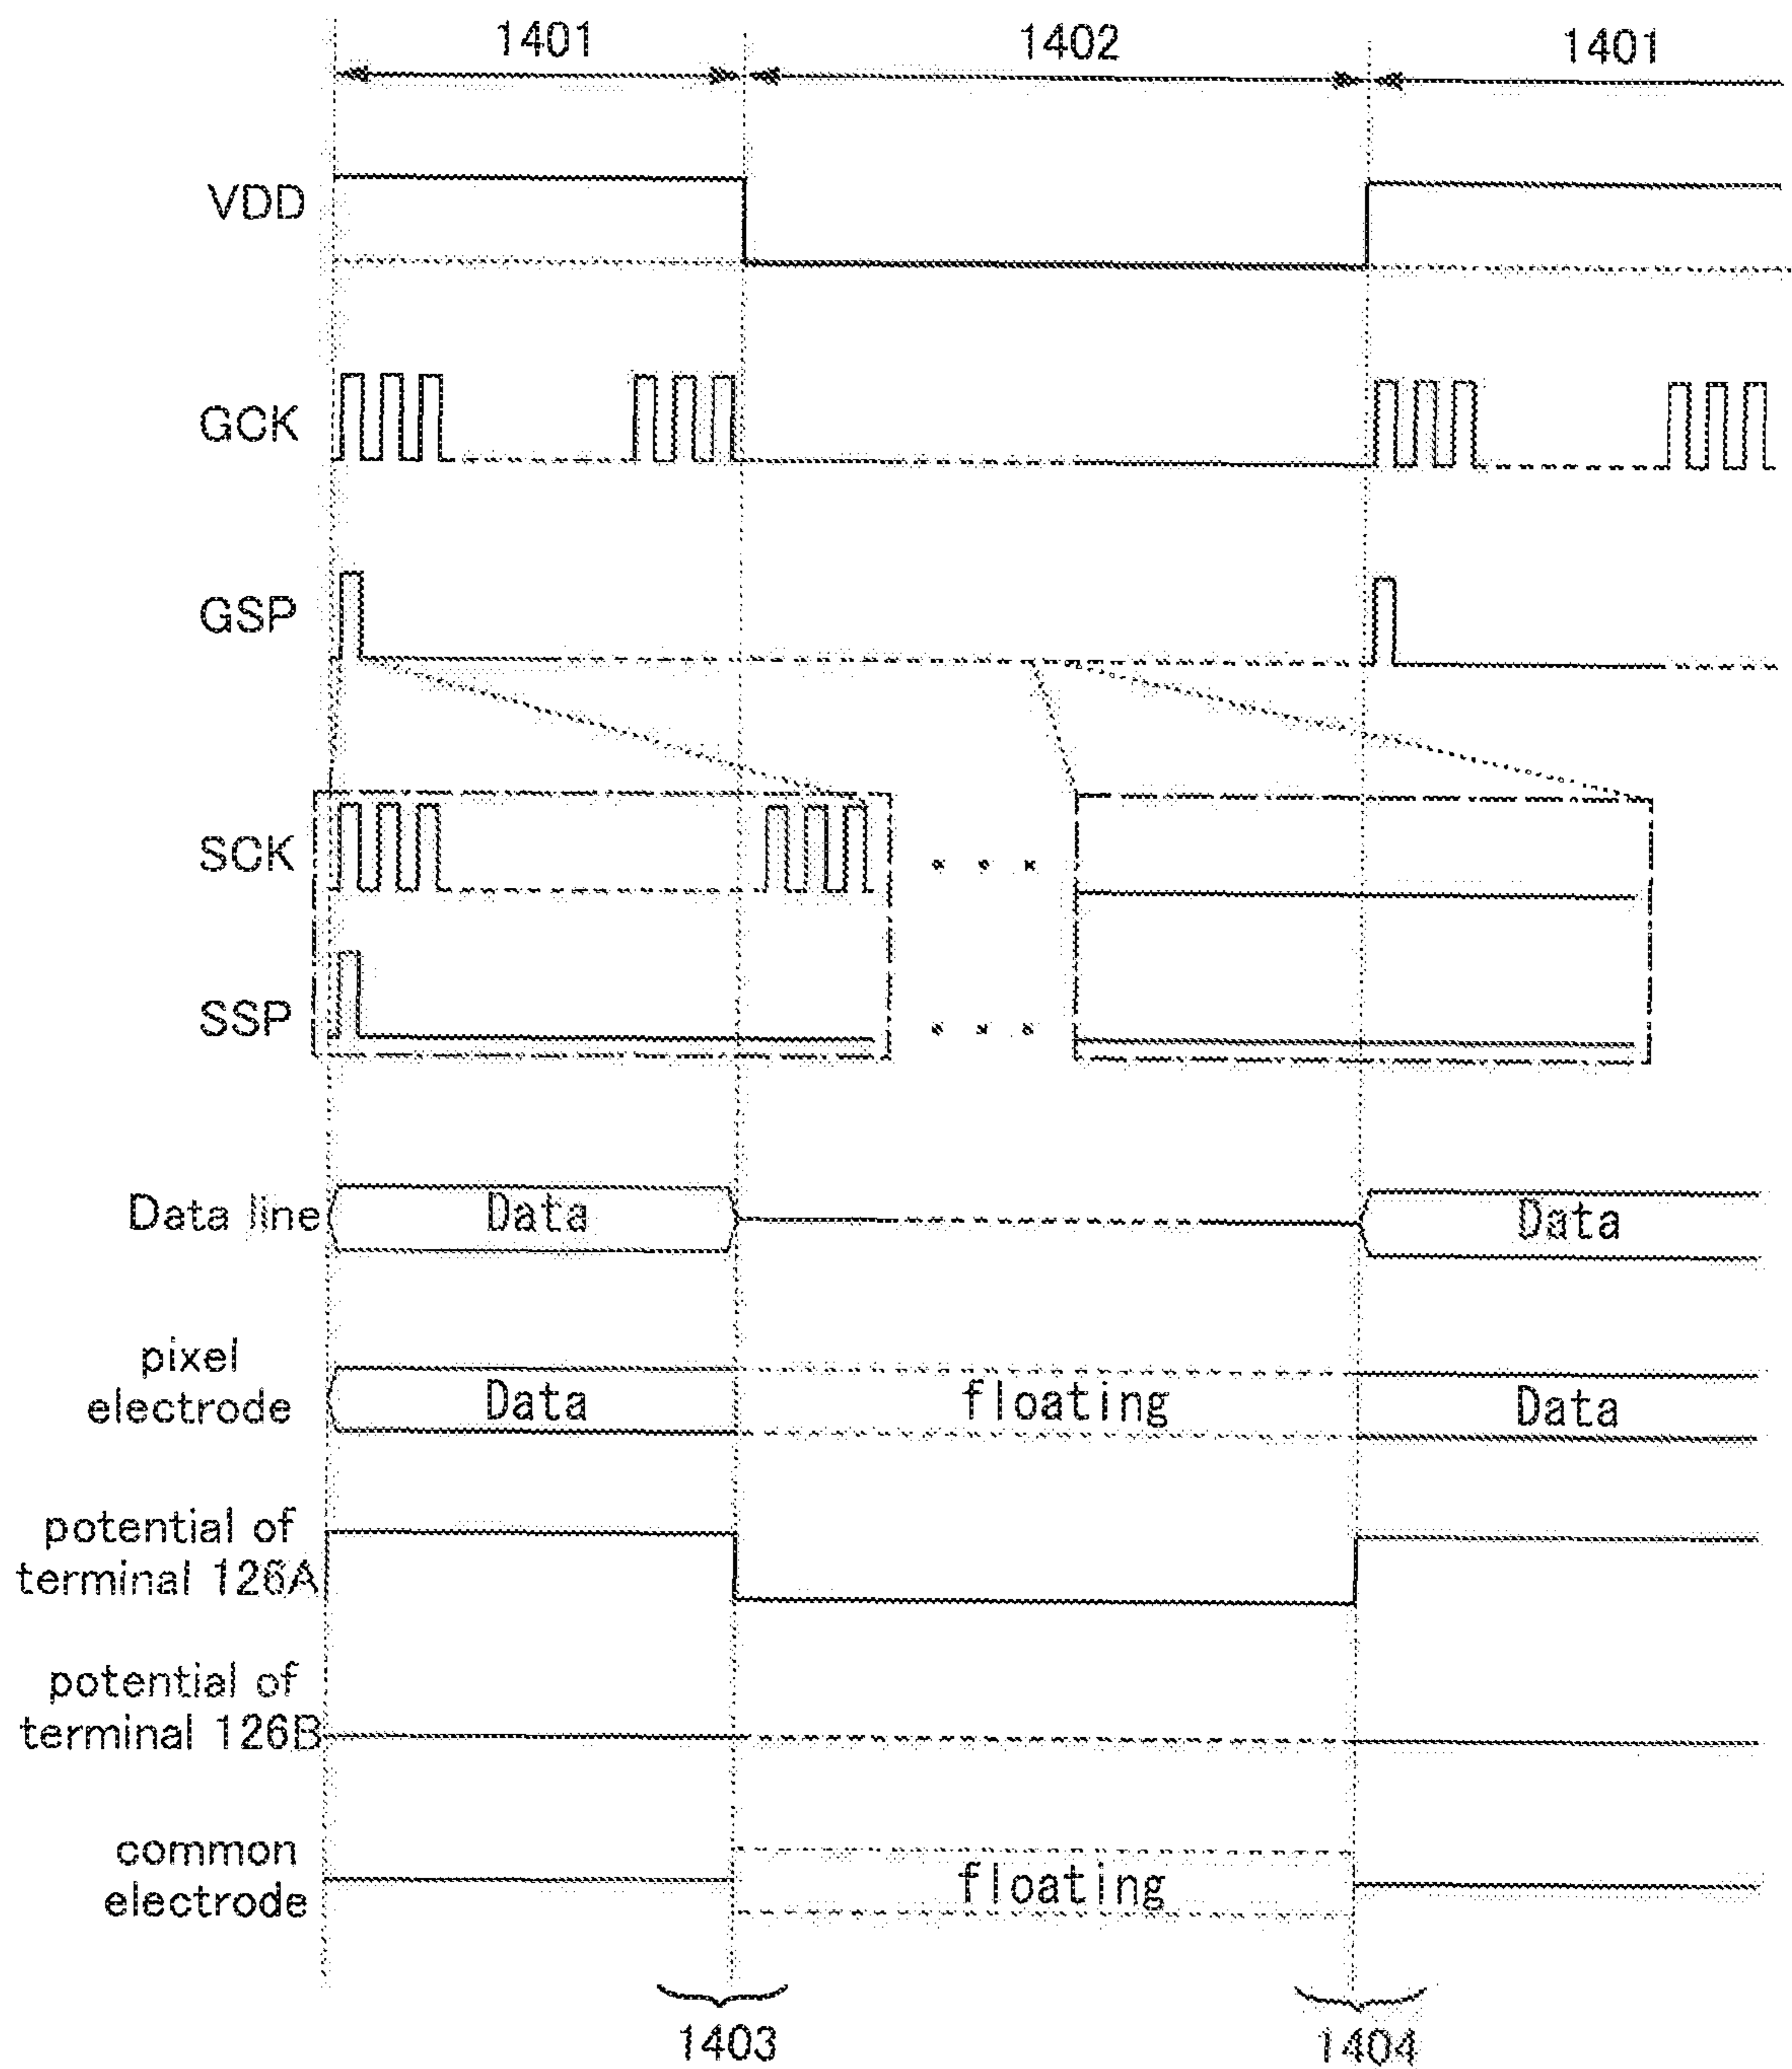 1401 1402 1401
VDD
GCK
GSP
SCK
SSP
Data line Data Data
pixel
electrode Data floating Data
potential of
terminal 126A
potential of
terminal 126B
common
electrode floating
1403 1404